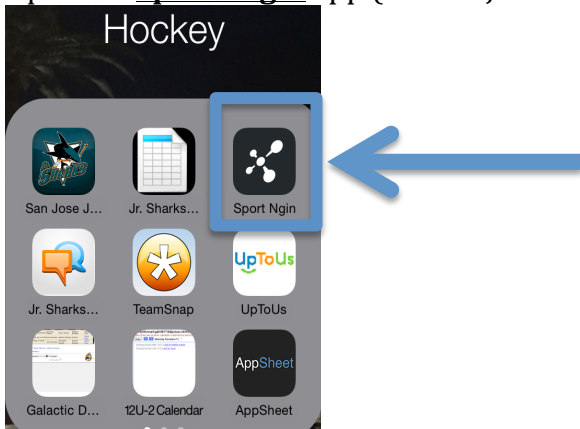 Hockey
San Jose J...
Jr. Sharks...
Sport Ngin
Jr. Sharks...
TeamSnap
UpToUs
UpToUs
Galactic D...
12U-2 Calendar
AppSheet
AppSheet